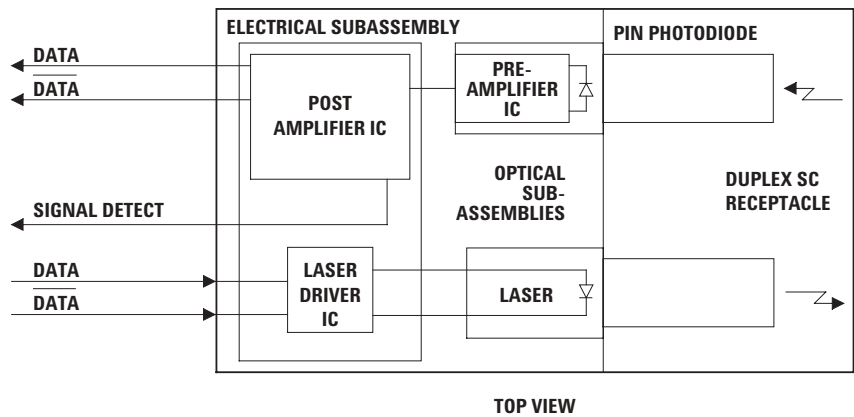 ELECTRICAL SUBASSEMBLY
PIN PHOTODIODE
DATA
DATA
POST
AMPLIFIER IC
PRE-
AMPLIFIER
IC
OPTICAL
SUB-
ASSEMBLIES
DUPLEX SC
RECEPTACLE
SIGNAL DETECT
DATA
DATA
LASER
DRIVER
IC
LASER
TOP VIEW